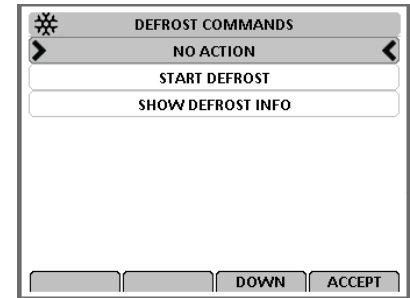 DEFROST COMMANDS
NO ACTION
START DEFROST
SHOW DEFROST INFO
DOWN ACCEPT